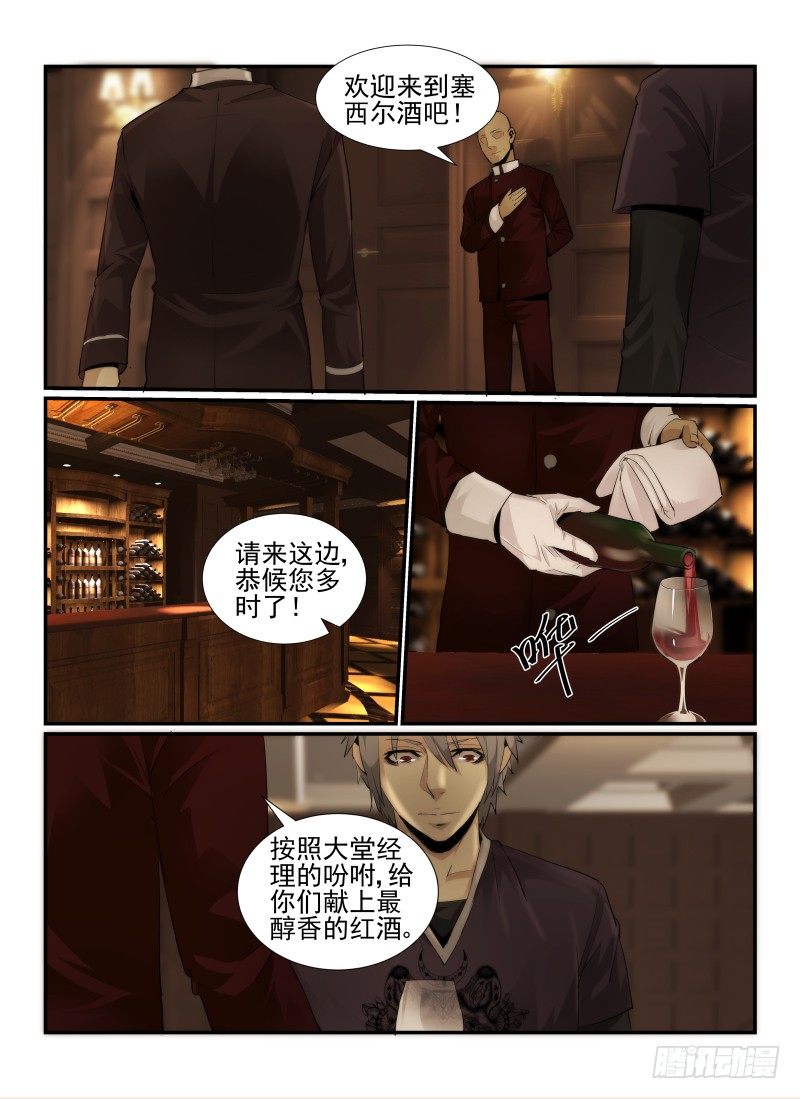 欢迎来到塞
西尔酒吧！
请来这边，
恭候您多
时了！
哗
按照大堂经
理的吩咐，给
你们献上最
醇香的红酒。
腾讯动漫